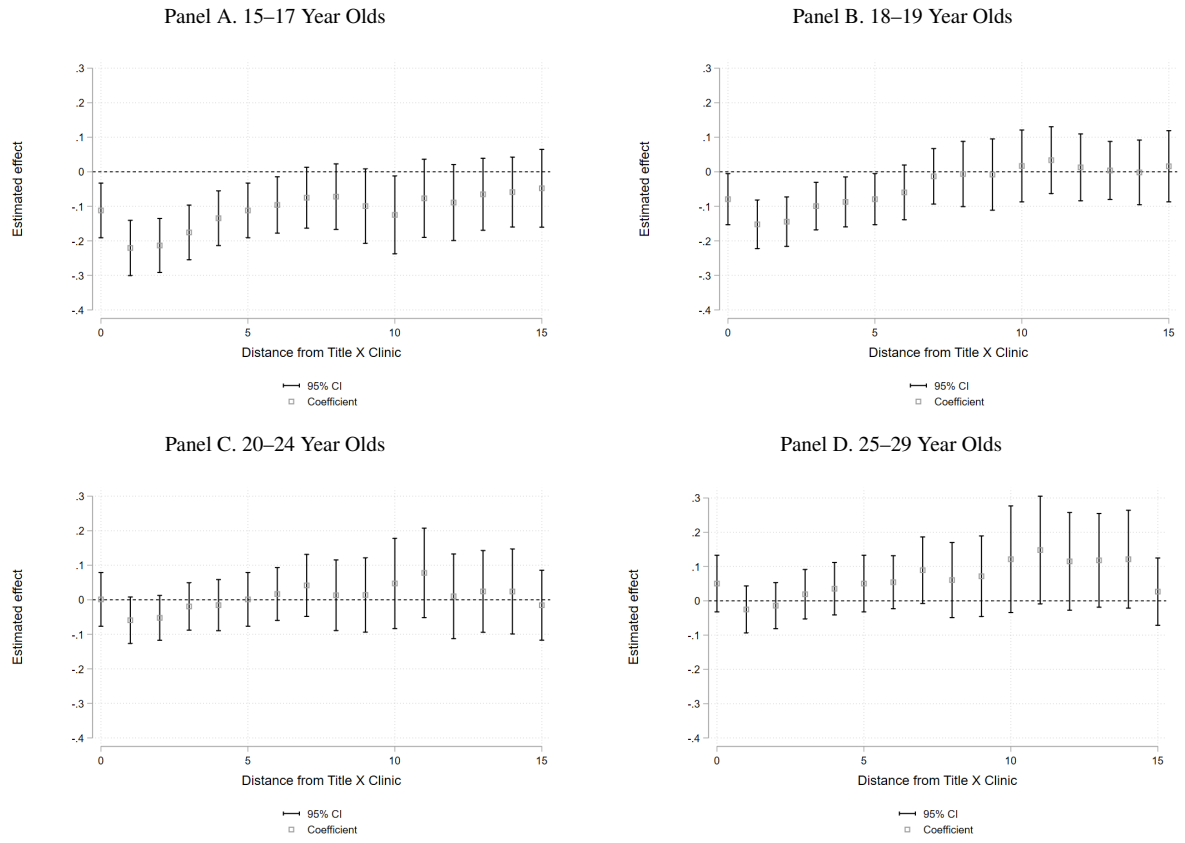 Panel A. 15–17 Year Olds
.3
.2
.1
0
-.1
-.2
-.3
-.4
Estimated effect
0 5 10 15
Distance from Title X Clinic
95% CI
Coefficient
Panel B. 18–19 Year Olds
.3
.2
.1
0
-.1
-.2
-.3
-.4
Estimated effect
0 5 10 15
Distance from Title X Clinic
95% CI
Coefficient
Panel C. 20–24 Year Olds
.3
.2
.1
0
-.1
-.2
-.3
-.4
Estimated effect
0 5 10 15
Distance from Title X Clinic
95% CI
Coefficient
Panel D. 25–29 Year Olds
.3
.2
.1
0
-.1
-.2
-.3
-.4
Estimated effect
0 5 10 15
Distance from Title X Clinic
95% CI
Coefficient